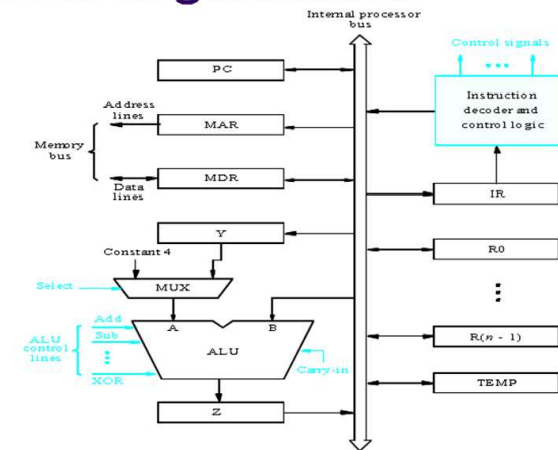 Internal processor
bus
Control signals
...
PC
Instruction
decoder and
control logic
Address
lines
MAR
Memory
bus
MDR
Data
lines
IR
Y
Constant 4
R0
Select
MUX
Add
A
B
Sub
ALU
control
lines
ALU
R(n - 1)
Carry-in
XOR
TEMP
Z